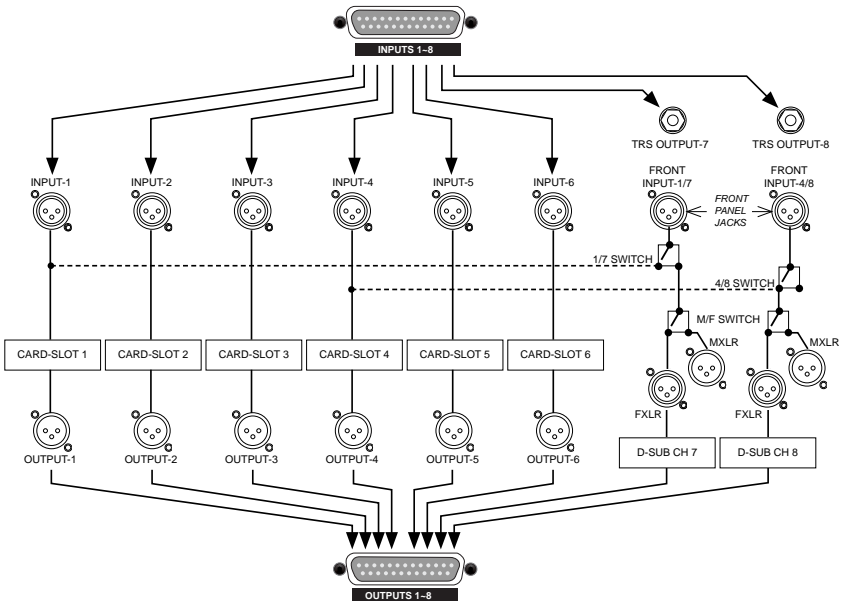 INPUTS 1~8
TRS OUTPUT-7
TRS OUTPUT-8
INPUT-1
INPUT-2
INPUT-3
INPUT-4
INPUT-5
INPUT-6
FRONT
INPUT-1/7
FRONT
INPUT-4/8
FRONT
PANEL
JACKS
1/7 SWITCH
4/8 SWITCH
M/F SWITCH
MXLR
MXLR
CARD-SLOT 1
CARD-SLOT 2
CARD-SLOT 3
CARD-SLOT 4
CARD-SLOT 5
CARD-SLOT 6
FXLR
FXLR
OUTPUT-1
OUTPUT-2
OUTPUT-3
OUTPUT-4
OUTPUT-5
OUTPUT-6
D-SUB CH 7
D-SUB CH 8
OUTPUTS 1~8